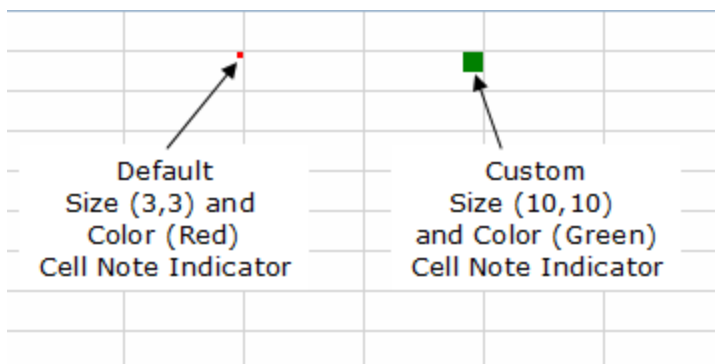 Default
Size (3,3) and
Color (Red)
Cell Note Indicator
Custom
Size (10,10)
and Color (Green)
Cell Note Indicator